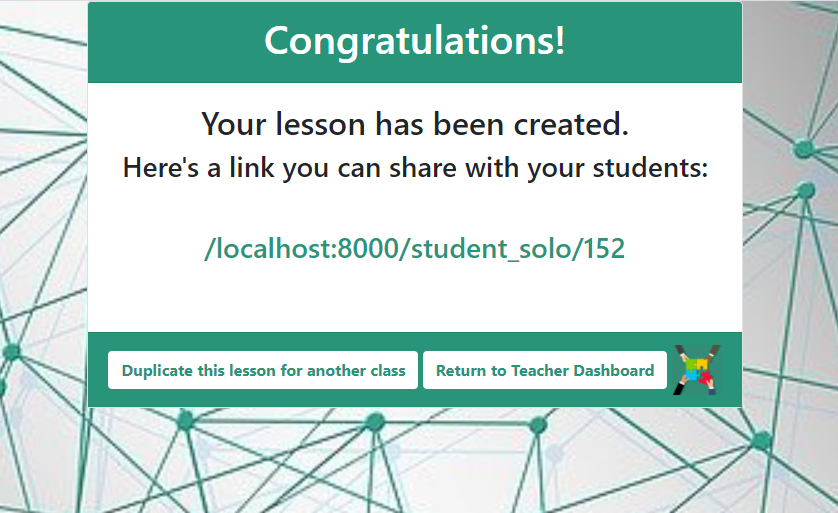 Congratulations!
Your lesson has been created.
Here's a link you can share with your students:
/localhost:8000/student_solo/152
Duplicate this lesson for another class
Return to Teacher Dashboard